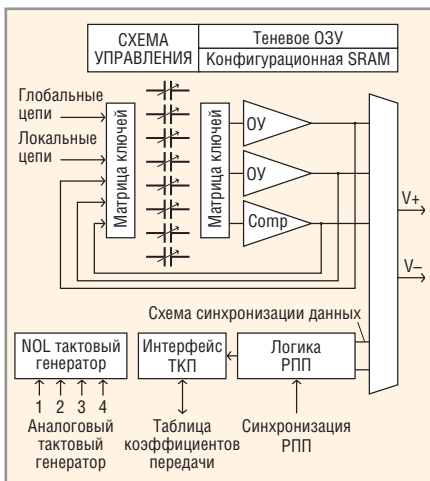 СХЕМА
УПРАВЛЕНИЯ
Теневое ОЗУ
Конфигурационная SRAM
Глобальные
цепи
Локальные
цепи
Матрица ключей
Матрица ключей
ОУ
ОУ
Comp
V+
V–
Схема синхронизации данных
NOL тактовый
генератор
Интерфейс
ТКП
Логика
РПП
1 2 3 4
Аналоговый
тактовый
генератор
Таблица
коэффициентов
передачи
Синхронизация
РПП